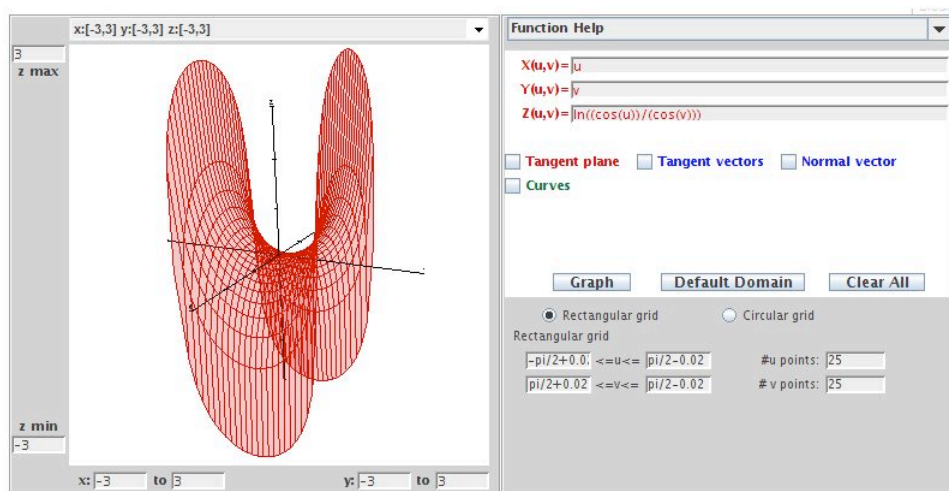 x:[-3,3] y:[-3,3] z:[-3,3]
3
z max
z min
-3
x: -3 to 3 y: -3 to 3
Function Help
X(u,v)= u
Y(u,v)= v
Z(u,v)= ln((cos(u))/(cos(v)))
Tangent plane Tangent vectors Normal vector
Curves
Graph Default Domain Clear All
Rectangular grid Circular grid
Rectangular grid
-pi/2+0.0 <=u<= pi/2-0.02 #u points: 25
pi/2+0.02 <=v<= pi/2-0.02 # v points: 25